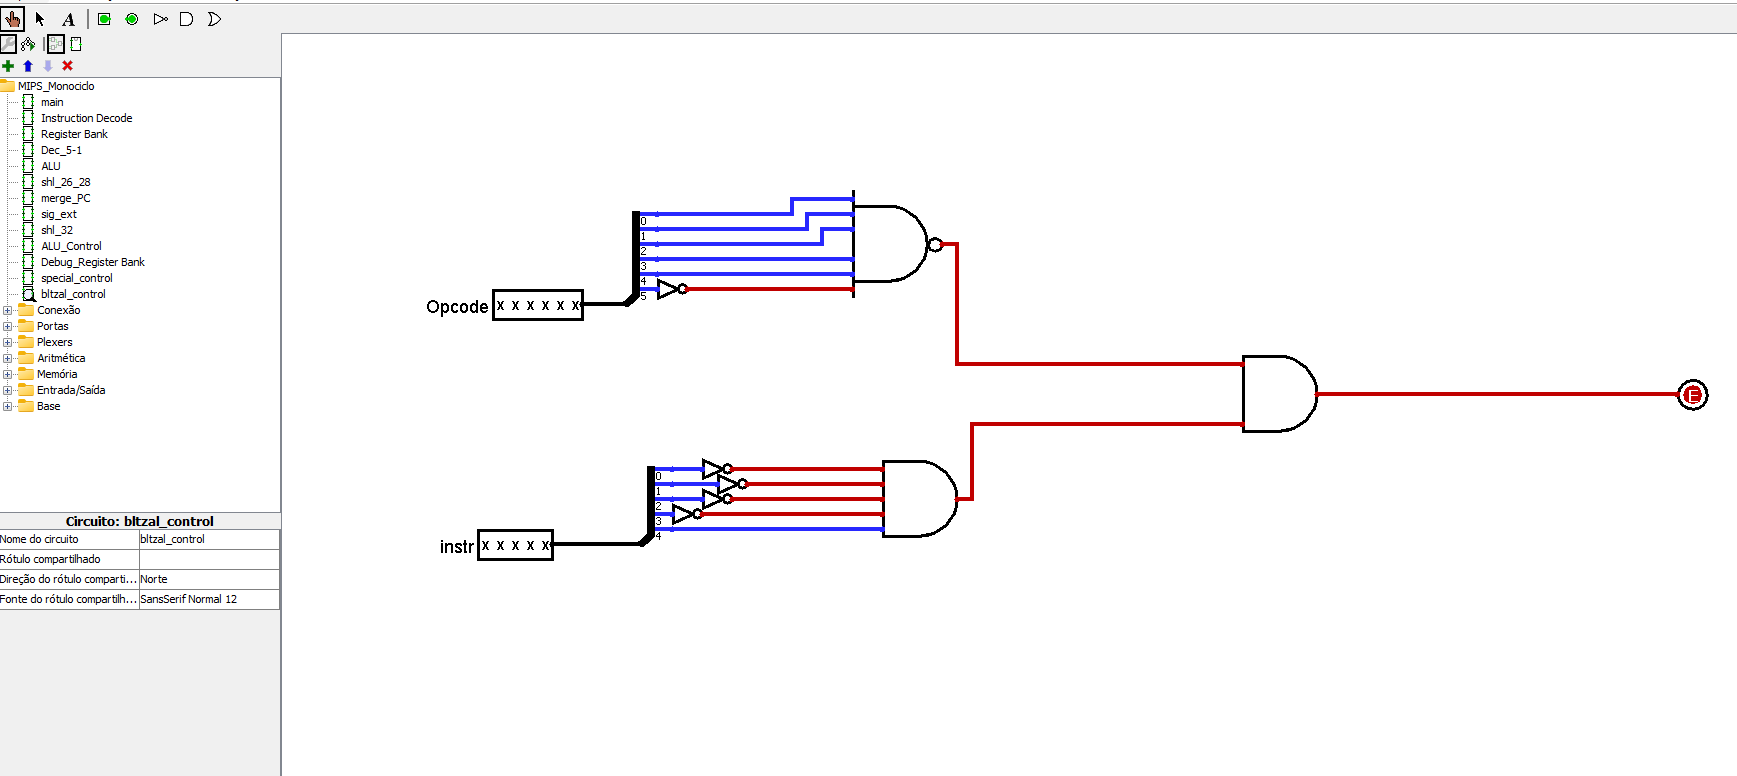 A
MIPS_Monociclo
main
Instruction Decode
Register Bank
Dec_5-1
ALU
shl_26_28
merge_PC
sig_ext
shl_32
ALU_Control
Debug_Register Bank
special_control
bltzal_control
Conexão
Portas
Plexers
Aritmética
Memória
Entrada/Saída
Base
Circuito: bltzal_control
Nome do circuito bltzal_control
Rótulo compartilhado
Direção do rótulo comparti... Norte
Fonte do rótulo compartilh... SansSerif Normal 12
0
1
2
3
4
5
Opcode x x x x x x
E
0
1
2
3
4
instr x x x x x